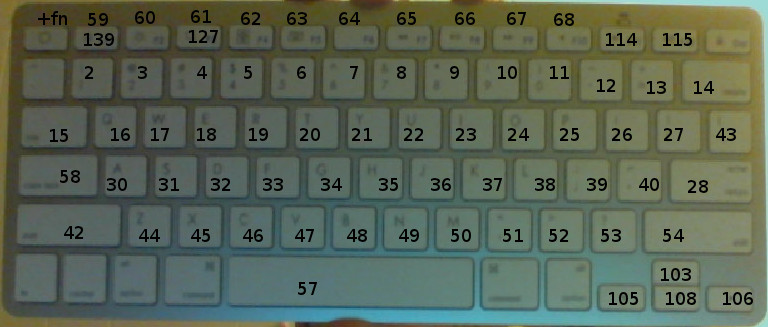 +fn 59 60 61 62 63 64 65 66 67 68
139 127 114 115
2 3 4 5 6 7 8 9 10 11 12 13 14
Q W E R T Y U I O P
15 16 17 18 19 20 21 22 23 24 25 26 27 43
A S D F G H J K L
58 30 31 32 33 34 35 36 37 38 39 40 28
Z X C V B N M
42 44 45 46 47 48 49 50 51 52 53 54
57 103
105 108 106